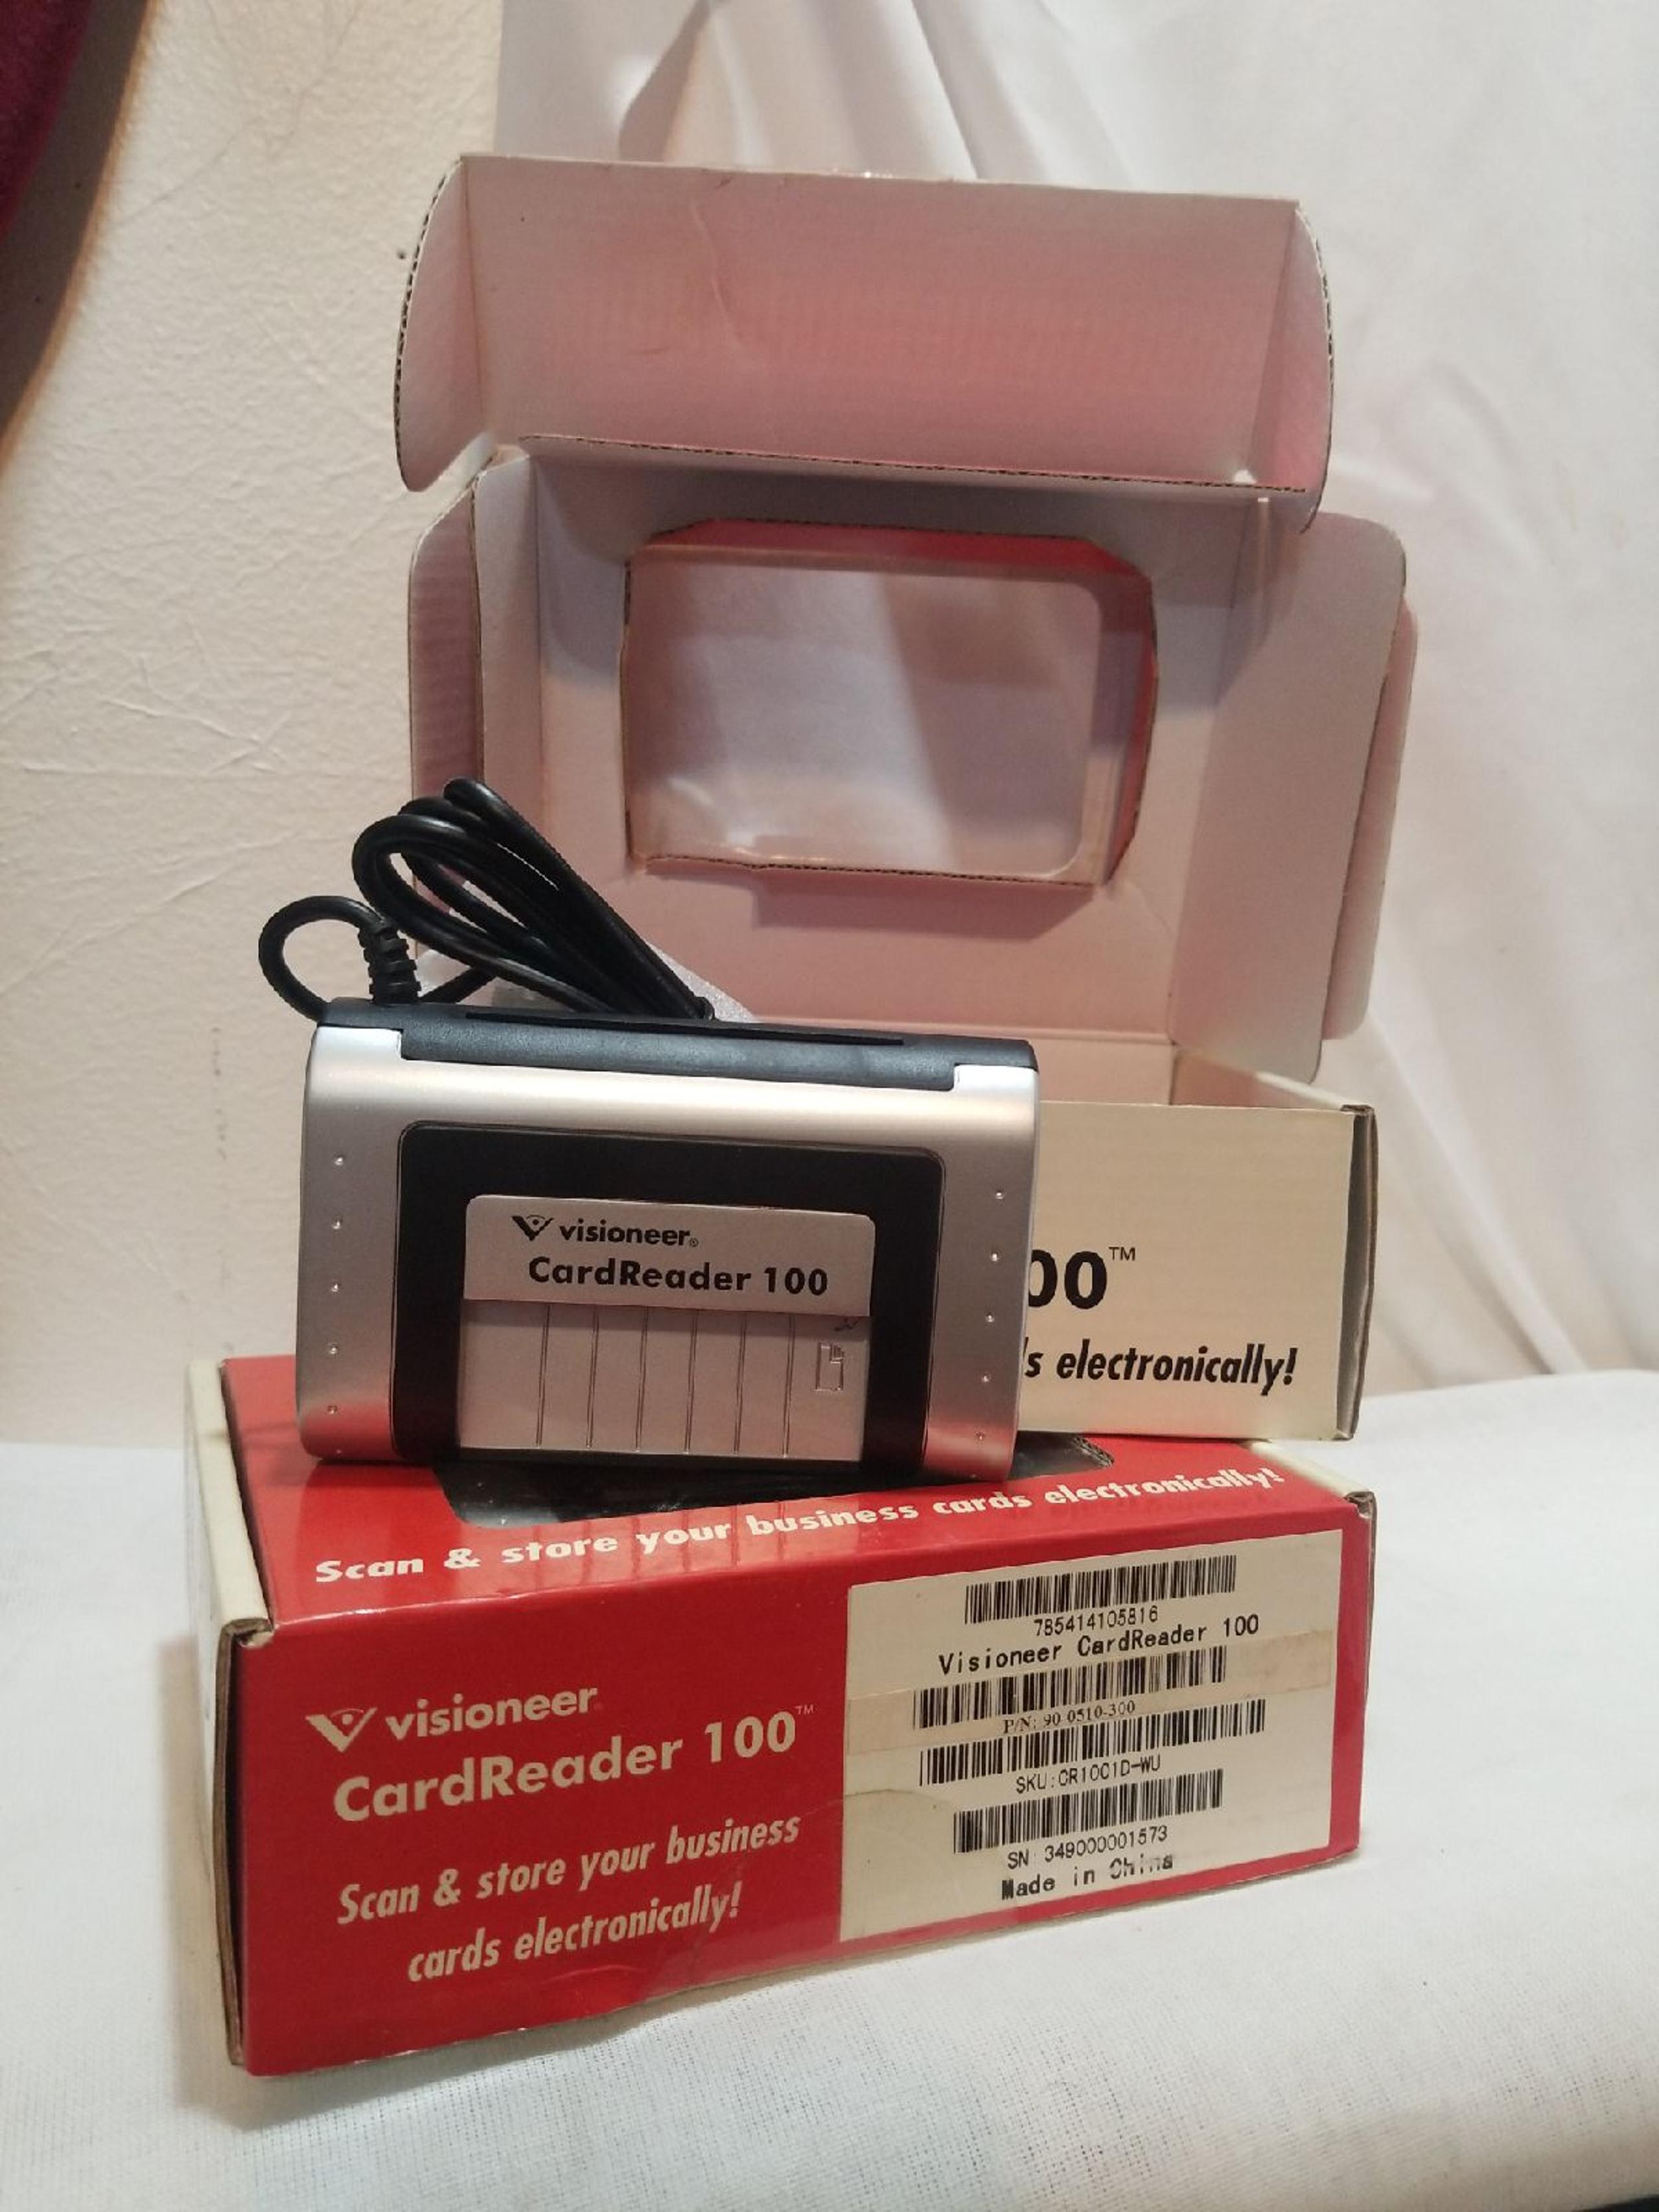 visioneer®
CardReader 100
00™
s electronically!
Scan & store your business cards electronically!
visioneer
CardReader 100™
Scan & store your business
cards electronically!
785414105816
Visioneer CardReader 100
P/N: 90-0510-300
SKU:CR1001D-WU
SN 349000001573
Made in China